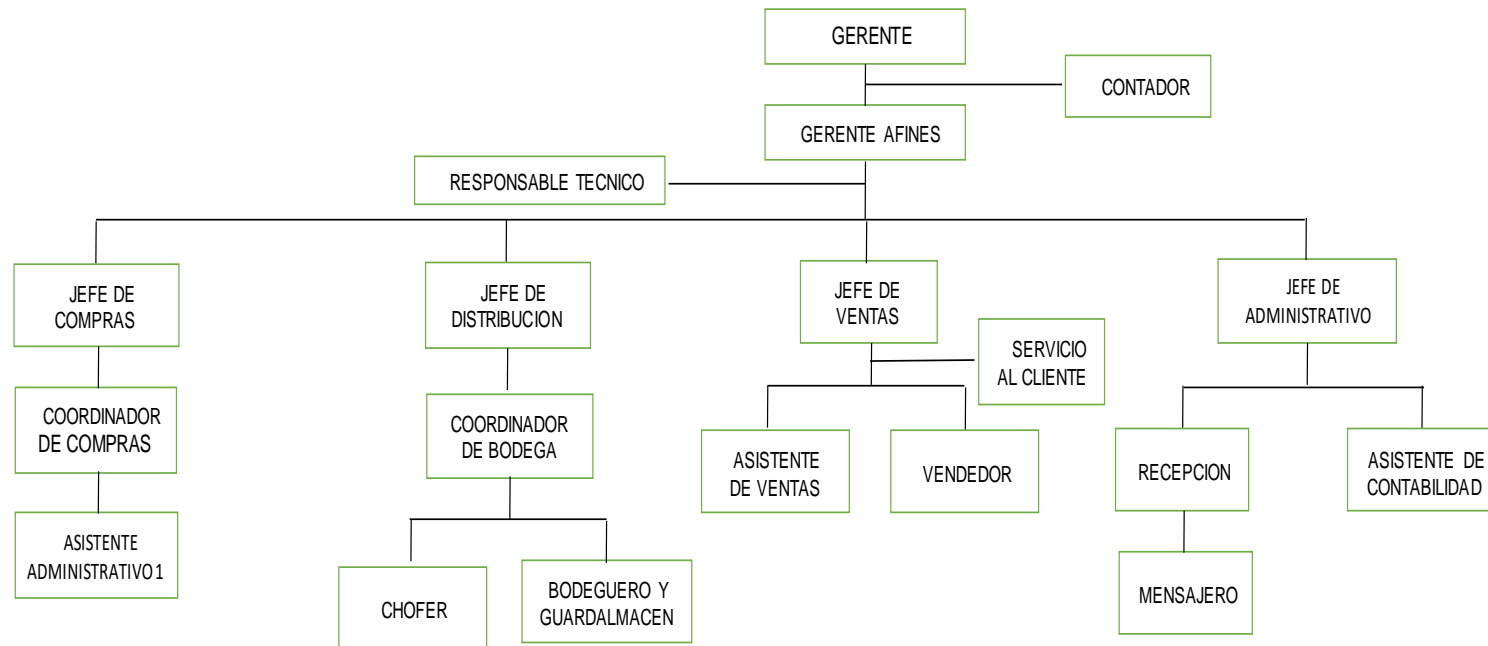 GERENTE
CONTADOR
GERENTE AFINES
RESPONSABLE TECNICO
JEFE DE
COMPRAS
JEFE DE
DISTRIBUCION
JEFE DE
VENTAS
JEFE DE
ADMINISTRATIVO
SERVICIO
AL CLIENTE
COORDINADOR
DE COMPRAS
COORDINADOR
DE BODEGA
ASISTENTE
DE VENTAS
VENDEDOR
RECEPCION
ASISTENTE DE
CONTABILIDAD
ASISTENTE
ADMINISTRATIVO 1
CHOFER
BODEGUERO Y
GUARDALMACEN
MENSAJERO